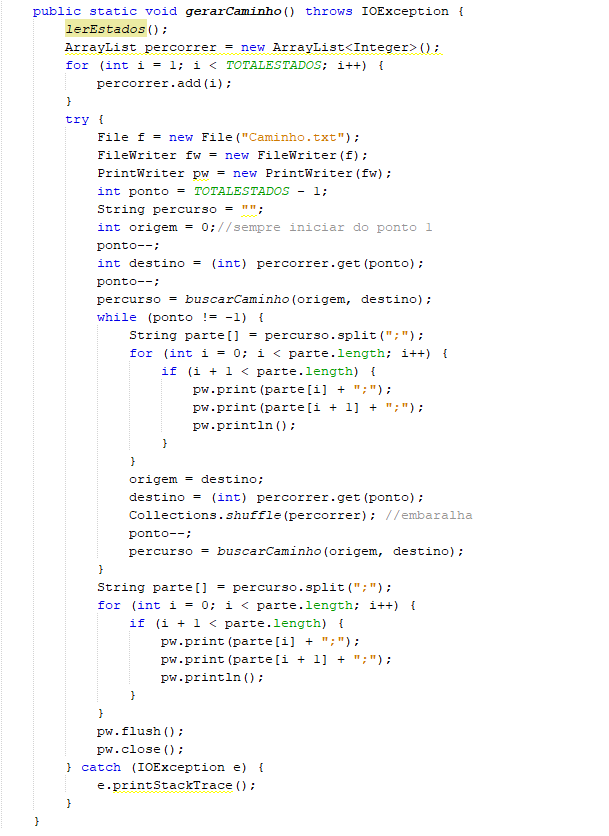 public static void gerarCaminho() throws IOException {
lerEstados();
ArrayList percorrer = new ArrayList<Integer>();
for (int i = 1; i < TOTALESTADOS; i++) {
percorrer.add(i);
}
try {
File f = new File("Caminho.txt");
FileWriter fw = new FileWriter(f);
PrintWriter pw = new PrintWriter(fw);
int ponto = TOTALESTADOS - 1;
String percurso = "";
int origem = 0;//sempre iniciar do ponto 1
ponto--;
int destino = (int) percorrer.get(ponto);
ponto--;
percurso = buscarCaminho(origem, destino);
while (ponto != -1) {
String parte[] = percurso.split(";");
for (int i = 0; i < parte.length; i++) {
if (i + 1 < parte.length) {
pw.print(parte[i] + ";");
pw.print(parte[i + 1] + ";");
pw.println();
}
}
origem = destino;
destino = (int) percorrer.get(ponto);
Collections.shuffle(percorrer); //embaralha
ponto--;
percurso = buscarCaminho(origem, destino);
}
String parte[] = percurso.split(";");
for (int i = 0; i < parte.length; i++) {
if (i + 1 < parte.length) {
pw.print(parte[i] + ";");
pw.print(parte[i + 1] + ";");
pw.println();
}
}
pw.flush();
pw.close();
} catch (IOException e) {
e.printStackTrace();
}
}